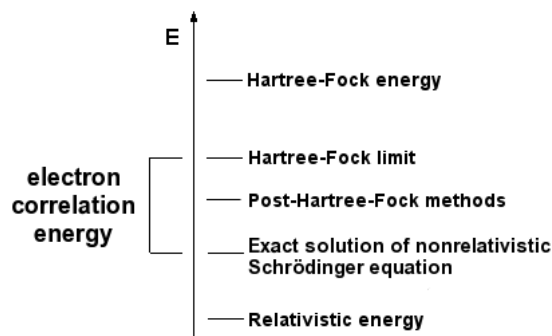 E
Hartree-Fock energy
Hartree-Fock limit
electron
correlation
energy
Post-Hartree-Fock methods
Exact solution of nonrelativistic
Schrödinger equation
Relativistic energy